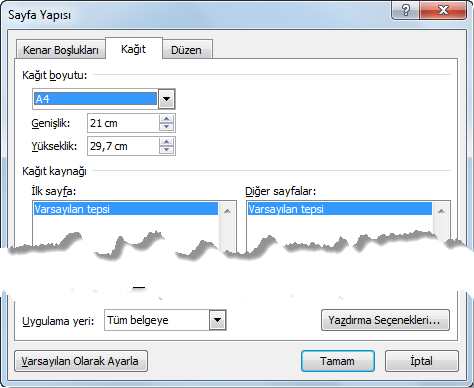 Sayfa Yapısı
Kenar Boşlukları Kağıt Düzen
Kağıt boyutu:
A4
Genişlik: 21 cm
Yükseklik: 29,7 cm
Kağıt kaynağı
İlk sayfa: Diğer sayfalar:
Varsayılan tepsi Varsayılan tepsi
Uygulama yeri: Tüm belgeye Yazdırma Seçenekleri...
Varsayılan Olarak Ayarla Tamam İptal